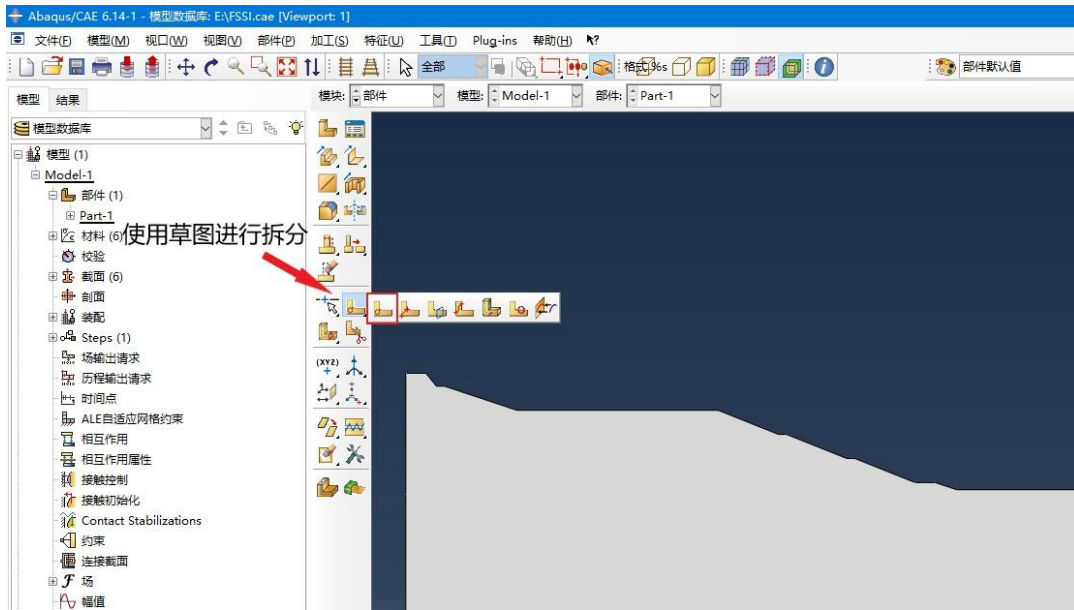 Abaqus/CAE 6.14-1 - 模型数据库: E:\FSSI.cae [Viewport: 1]
文件(F) 模型(M) 视口(W) 视图(V) 部件(P) 加工(S) 特征(U) 工具(T) Plug-ins 帮助(H)
全部 %s 部件默认值
模型 结果 模块: 部件 模型: Model-1 部件: Part-1
模型数据库
模型 (1)
Model-1
部件 (1)
Part-1
材料 (6)
使用草图进行拆分
校验
截面 (6)
剖面
装配
Steps (1)
场输出请求
历程输出请求
时间点
ALE自适应网格约束
相互作用
相互作用属性
接触控制
接触初始化
(XYZ)
Contact Stabilizations
约束
连接截面
场
幅值